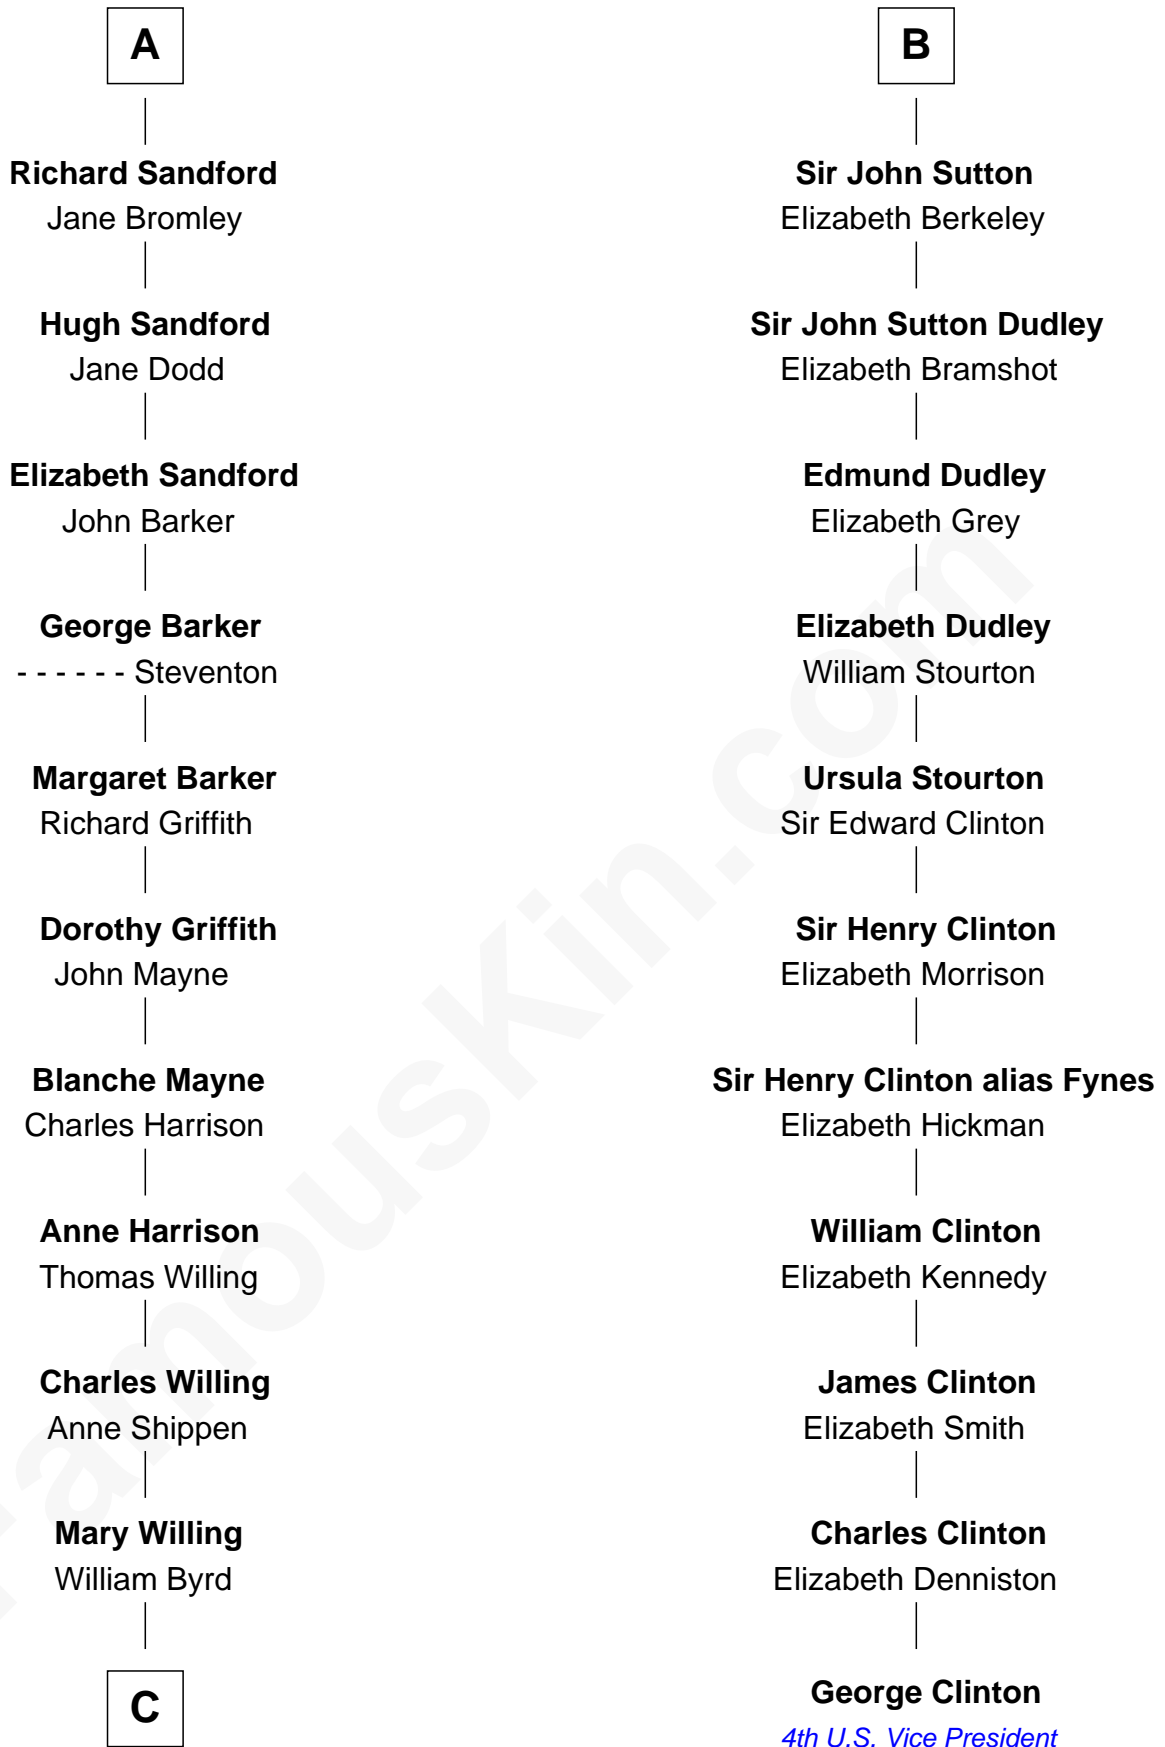 A
Richard Sandford
Jane Bromley
Hugh Sandford
Jane Dodd
Elizabeth Sandford
John Barker
George Barker
- - - - - - Steventon
Margaret Barker
Richard Griffith
Dorothy Griffith
John Mayne
Blanche Mayne
Charles Harrison
Anne Harrison
Thomas Willing
Charles Willing
Anne Shippen
Mary Willing
William Byrd
C
B
Sir John Sutton
Elizabeth Berkeley
Sir John Sutton Dudley
Elizabeth Bramshot
Edmund Dudley
Elizabeth Grey
Elizabeth Dudley
William Stourton
Ursula Stourton
Sir Edward Clinton
Sir Henry Clinton
Elizabeth Morrison
Sir Henry Clinton alias Fynes
Elizabeth Hickman
William Clinton
Elizabeth Kennedy
James Clinton
Elizabeth Smith
Charles Clinton
Elizabeth Denniston
George Clinton
4th U.S. Vice President
FamousKin.com